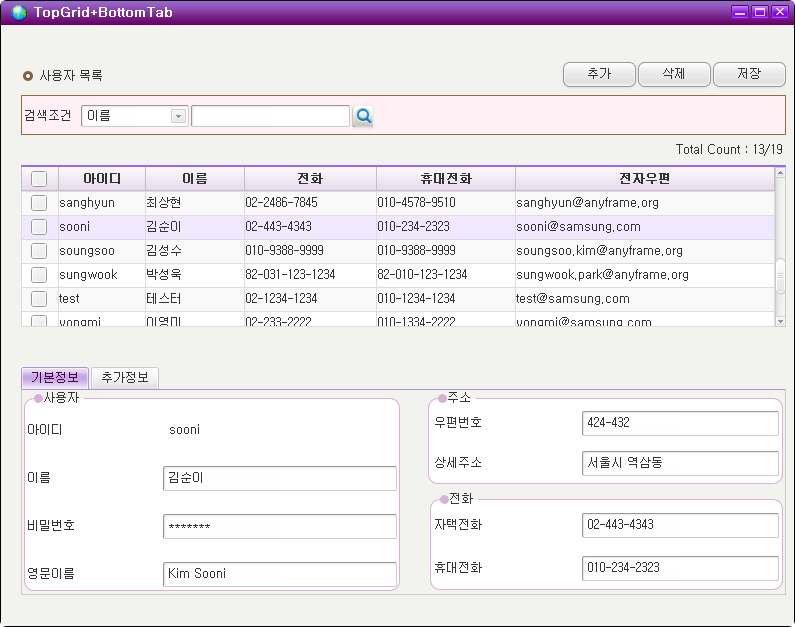 TopGrid+BottomTab
사용자 목록
추가 삭제 저장
검색조건 이름
Total Count : 13/19
아이디 이름 전화 휴대전화 전자우편
sanghyun 최상현 02-2486-7845 010-4578-9510 sanghyun@anyframe.org
sooni 김순이 02-443-4343 010-234-2323 sooni@samsung.com
soungsoo 김성수 010-9388-9999 010-9388-9999 soungsoo.kim@anyframe.org
sungwook 박성욱 82-031-123-1234 82-010-123-1234 sungwook.park@anyframe.org
test 테스터 02-1234-1234 010-1234-1234 test@samsung.com
yongmi 이영미 02-233-2222 010-1334-2222 yongmi@samsung.com
기본정보 추가정보
사용자
아이디 sooni
이름 김순이
비밀번호 *******
영문이름 Kim Sooni
주소
우편번호 424-432
상세주소 서울시 역삼동
전화
자택전화 02-443-4343
휴대전화 010-234-2323